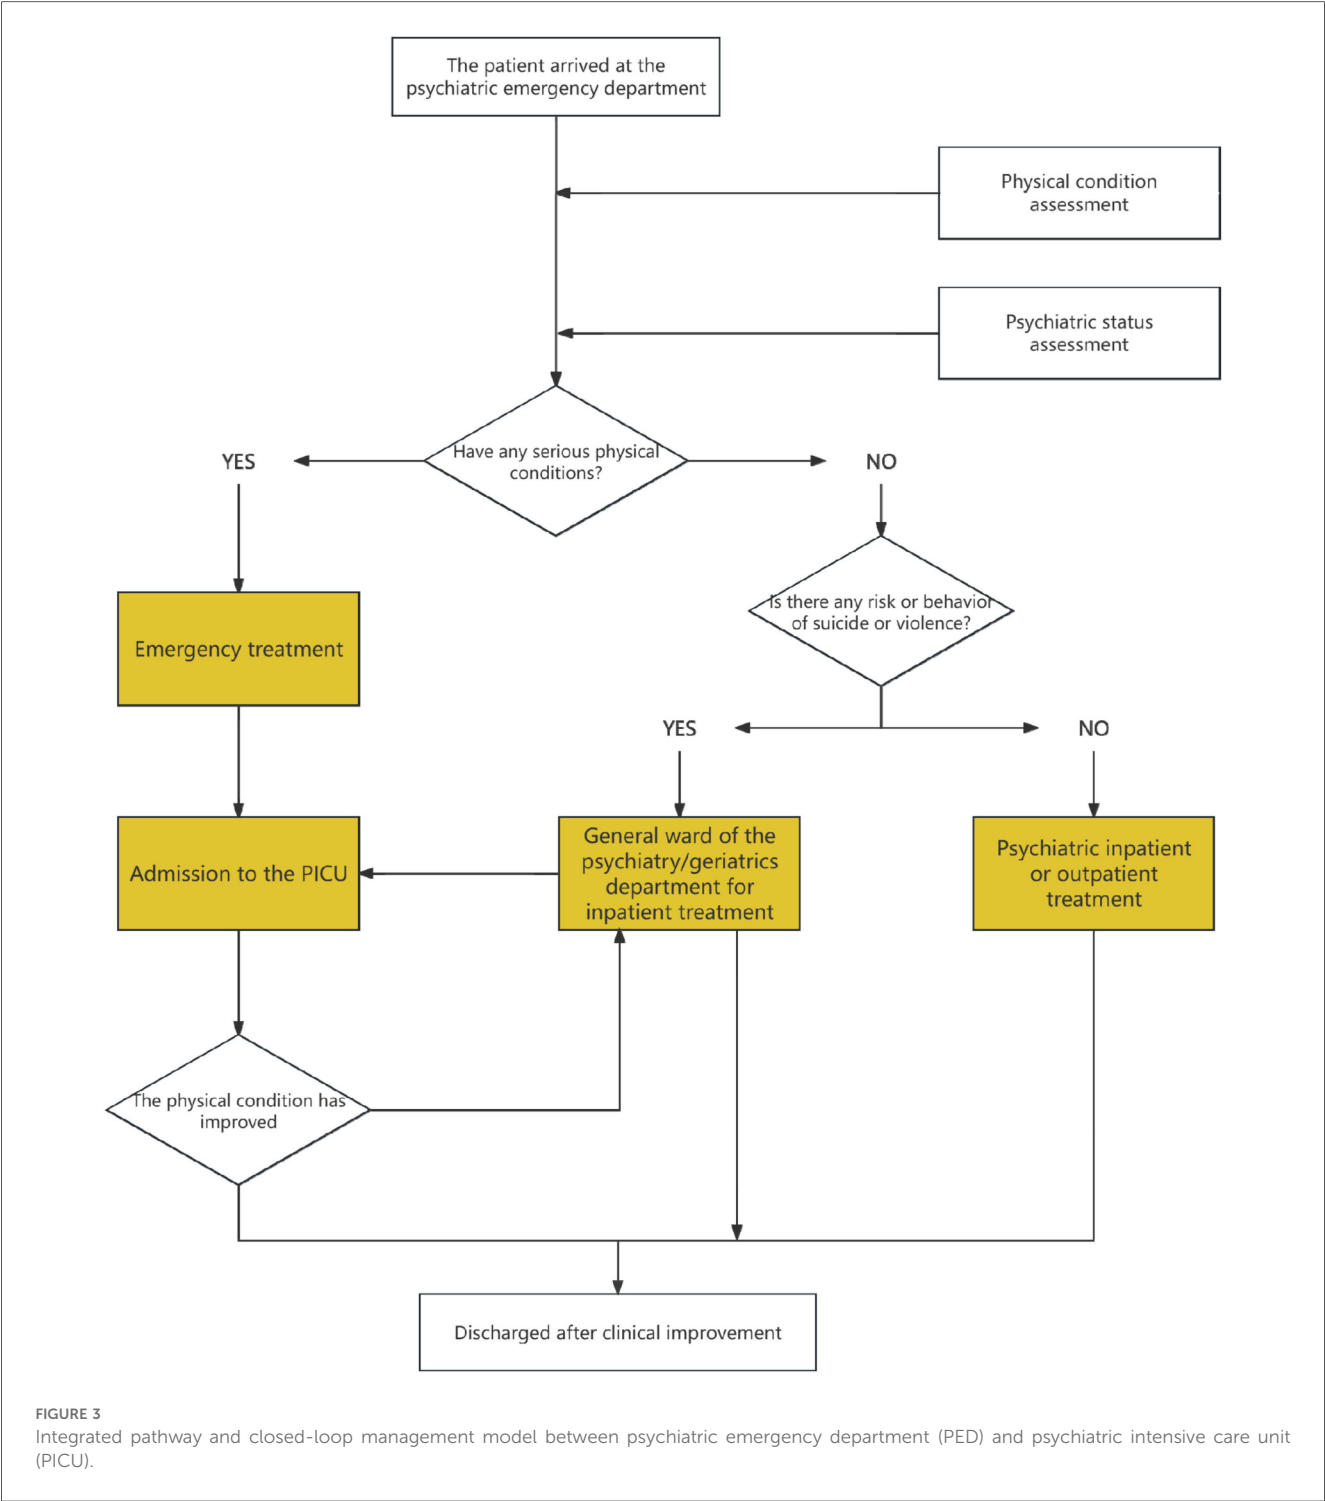 The patient arrived at the
psychiatric emergency department
Physical condition
assessment
Psychiatric status
assessment
Have any serious physical
conditions?
YES
NO
Is there any risk or behavior
of suicide or violence?
Emergency treatment
YES
NO
Admission to the PICU
General ward of the
psychiatry/geriatrics
department for
inpatient treatment
Psychiatric inpatient
or outpatient
treatment
The physical condition has
improved
Discharged after clinical improvement
FIGURE 3
Integrated pathway and closed-loop management model between psychiatric emergency department (PED) and psychiatric intensive care unit
(PICU).